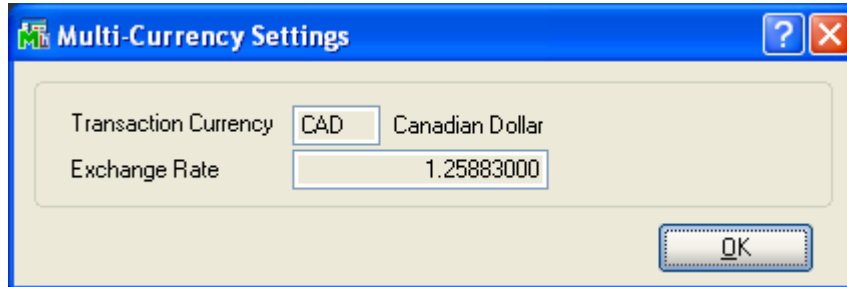 Multi-Currency Settings
Transaction Currency CAD Canadian Dollar
Exchange Rate 1.25883000
OK